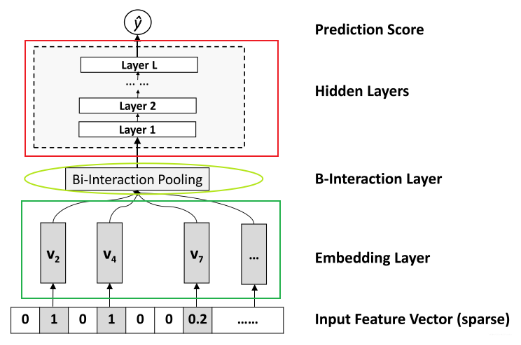 ŷ Prediction Score
Layer L
... ...
Layer 2 Hidden Layers
Layer 1
Bi-Interaction Pooling B-Interaction Layer
v2 v4 v7 ... Embedding Layer
0 1 0 1 0 0 0.2 ...... Input Feature Vector (sparse)